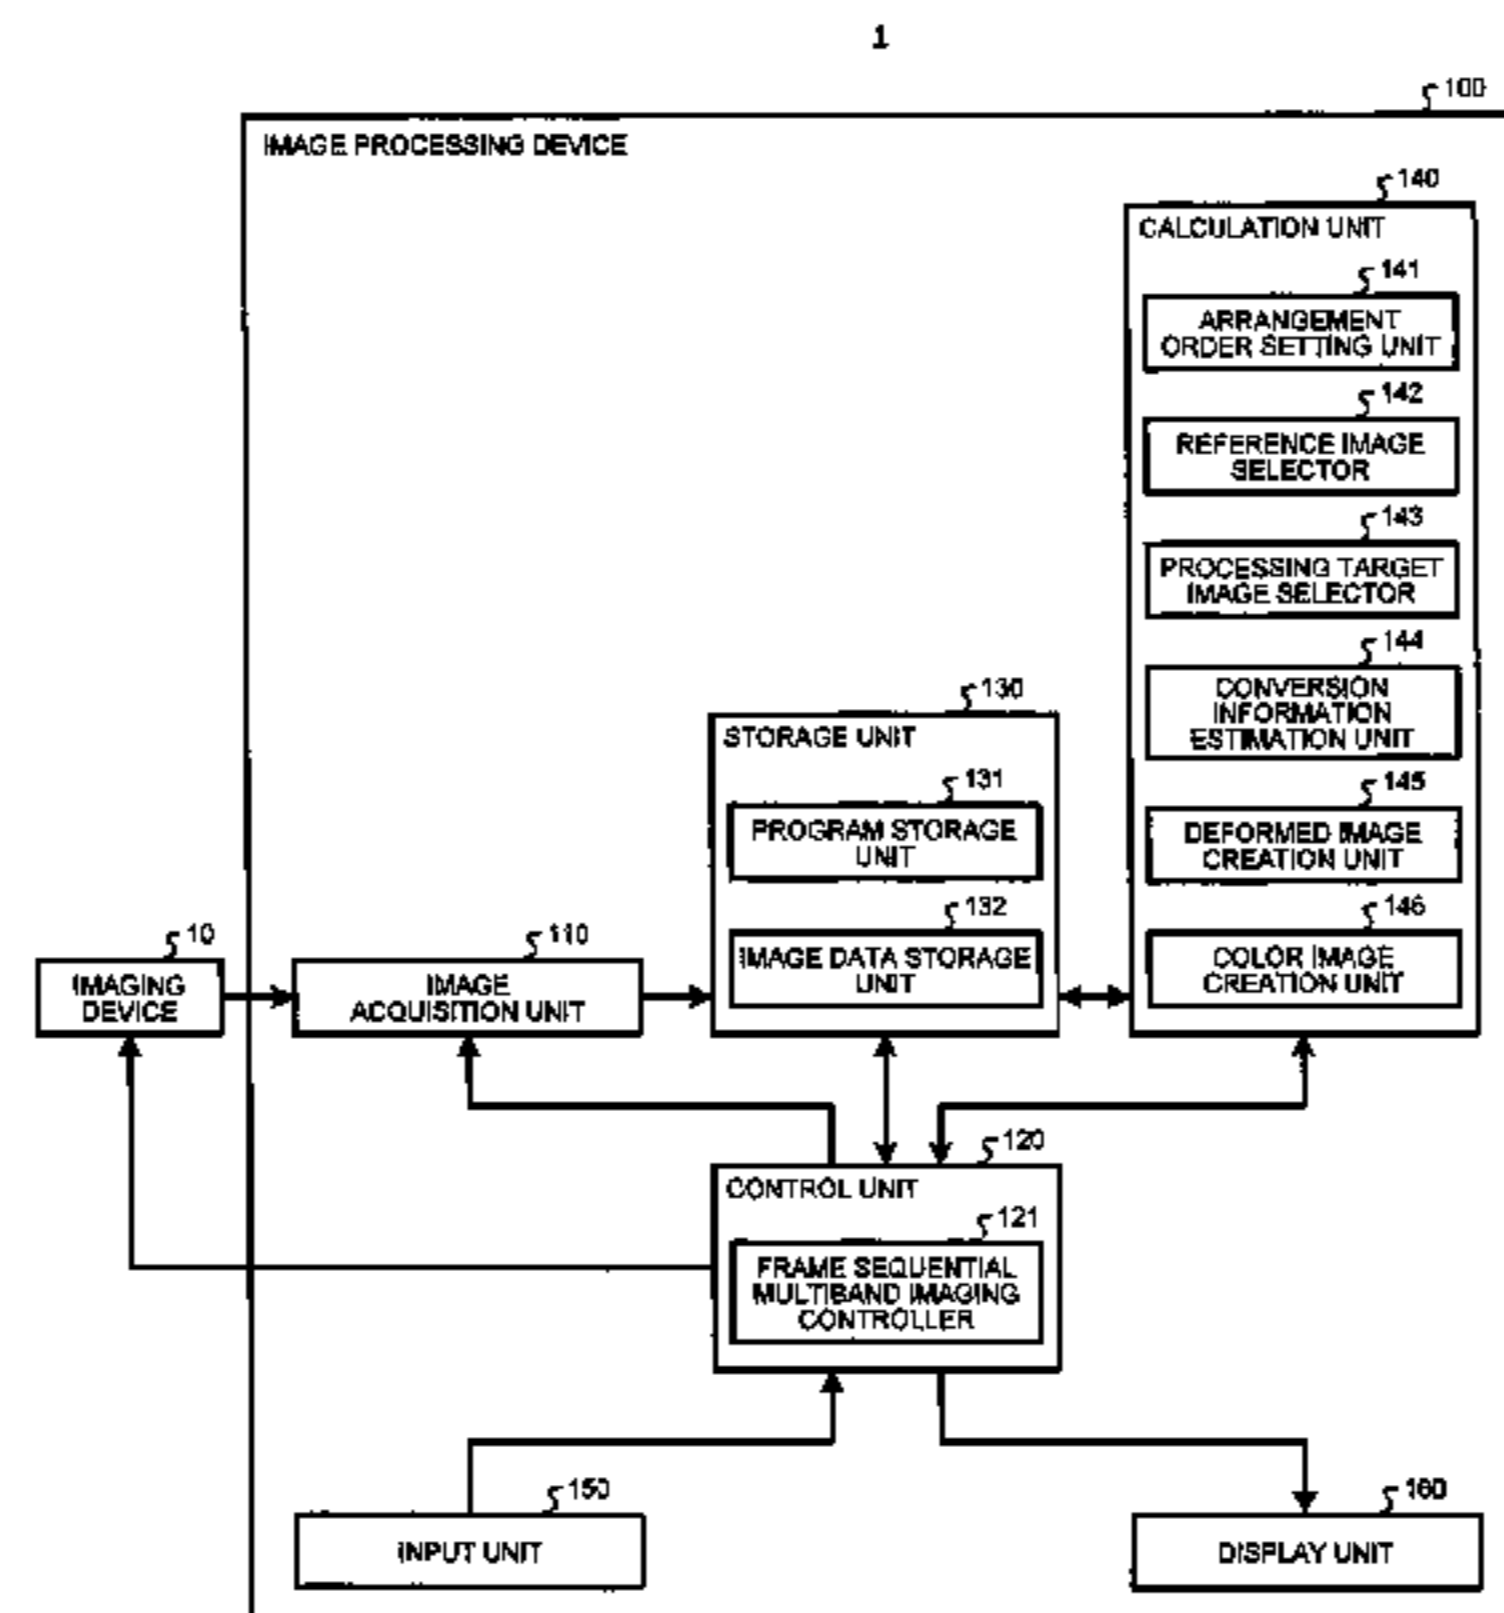 1
100
IMAGE PROCESSING DEVICE
140
CALCULATION UNIT
141
ARRANGEMENT
ORDER SETTING UNIT
142
REFERENCE IMAGE
SELECTOR
143
PROCESSING TARGET
IMAGE SELECTOR
144
CONVERSION
INFORMATION
ESTIMATION UNIT
145
DEFORMED IMAGE
CREATION UNIT
146
COLOR IMAGE
CREATION UNIT
130
STORAGE UNIT
131
PROGRAM STORAGE
UNIT
132
IMAGE DATA STORAGE
UNIT
10
IMAGING
DEVICE
110
IMAGE
ACQUISITION UNIT
120
CONTROL UNIT
121
FRAME SEQUENTIAL
MULTIBAND IMAGING
CONTROLLER
150
INPUT UNIT
160
DISPLAY UNIT